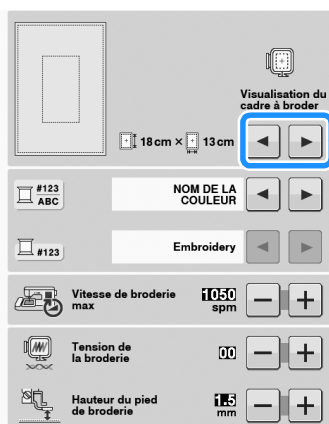 Visualisation du
cadre à broder
18 cm × 13 cm
#123
ABC
NOM DE LA
COULEUR
#123
Embroidery
Vitesse de broderie
max
1050
spm
Tension de
la broderie
00
Hauteur du pied
de broderie
1.5
mm